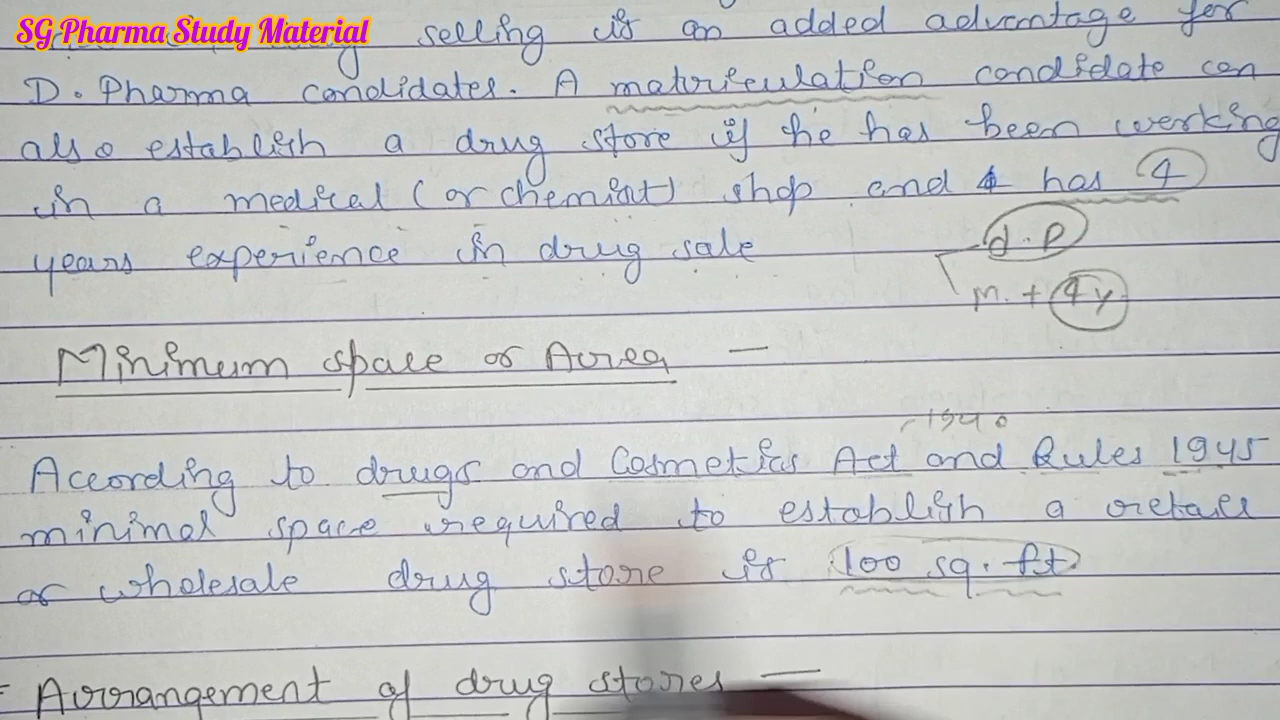 SG Pharma Study Material
selling is an added advantage for
D. Pharma candidates. A matriculation candidate can
also establish a drug store if he has been working
in a medical (or chemist) shop and has 4
years experience in drug sale
d.p
m. + 4y
Minimum space or Area —
1940
According to drugs and Cosmetics Act and Rules 1945
minimal space required to establish a retail
or wholesale drug store is 100 sq. ft
Arrangement of drug stores —